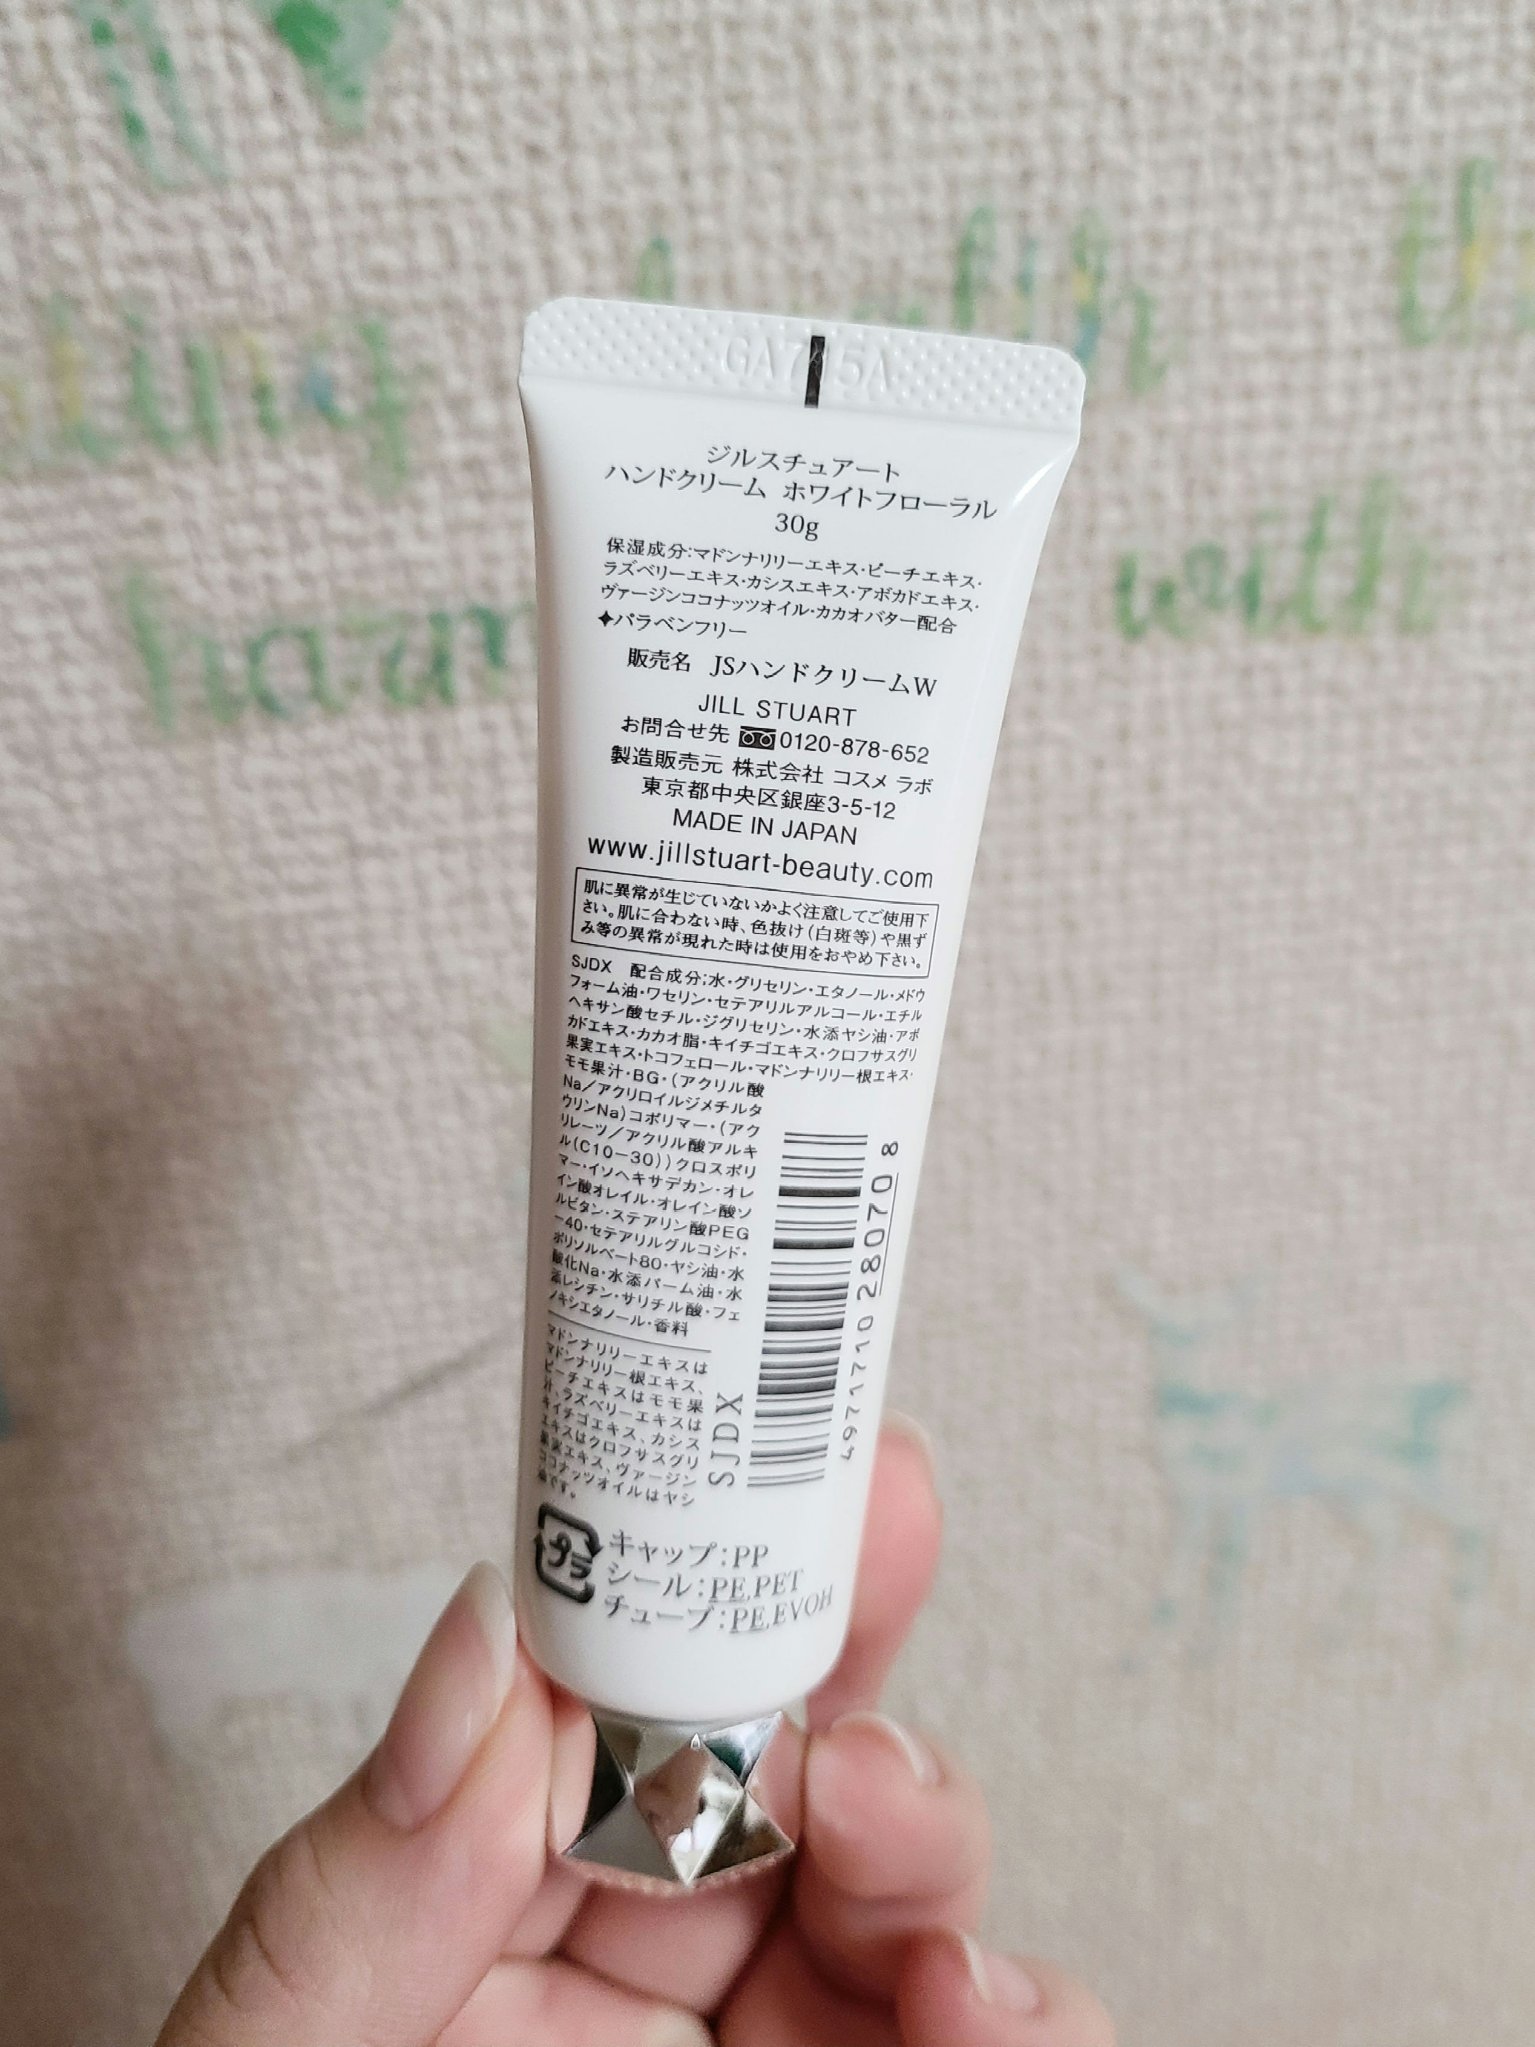 GA7
5A
ジルスチュアート
ハンドクリーム ホワイトフローラル
30g
保湿成分:マドンナリリーエキス・ピーチエキス・
ラズベリーエキス・カシスエキス・アボカドエキス・
ヴァージンココナッツオイル・カカオバター配合
✦パラベンフリー
販売名 JSハンドクリームW
JILL STUART
お問合せ先 0120-878-652
製造販売元 株式会社 コスメ ラボ
東京都中央区銀座3-5-12
MADE IN JAPAN
www.jillstuart-beauty.com
肌に異常が生じていないかよく注意してご使用下
さい。肌に合わない時、色抜け(白斑等)や黒ず
み等の異常が現れた時は使用をおやめ下さい。
SJDX 配合成分;水・グリセリン・エタノール・メドウ
フォーム油・ワセリン・セテアリルアルコール・エチル
ヘキサン酸セチル・ジグリセリン・水添ヤシ油・アボ
カドエキス・カカオ脂・キイチゴエキス・クロフサスグリ
果実エキス・トコフェロール・マドンナリリー根エキス・
モモ果汁・BG・(アクリル酸
Na/アクリロイルジメチルタ
ウリンNa)コポリマー・(アク
リレーツ/アクリル酸アルキ
ル(C10-30))クロスポリ
マー・イソヘキサデカン・オレ
イン酸オレイル・オレイン酸ソ
ルビタン・ステアリン酸PEG
-40・セテアリルグルコシド・
ポリソルベート80・ヤシ油・水
酸化Na・水添パーム油・水
添レシチン・サリチル酸・フェ
ノキシエタノール・香料
マドンナリリーエキスは
マドンナリリー根エキス、
ピーチエキスはモモ果
汁、ラズベリーエキスは
キイチゴエキス、カシス
エキスはクロフサスグリ
果実エキス、ヴァージン
ココナッツオイルはヤシ
油です。
SJDX
4971710 28070 8
プラ
キャップ:PP
シール:PE,PET
チューブ:PE,EVOH
with